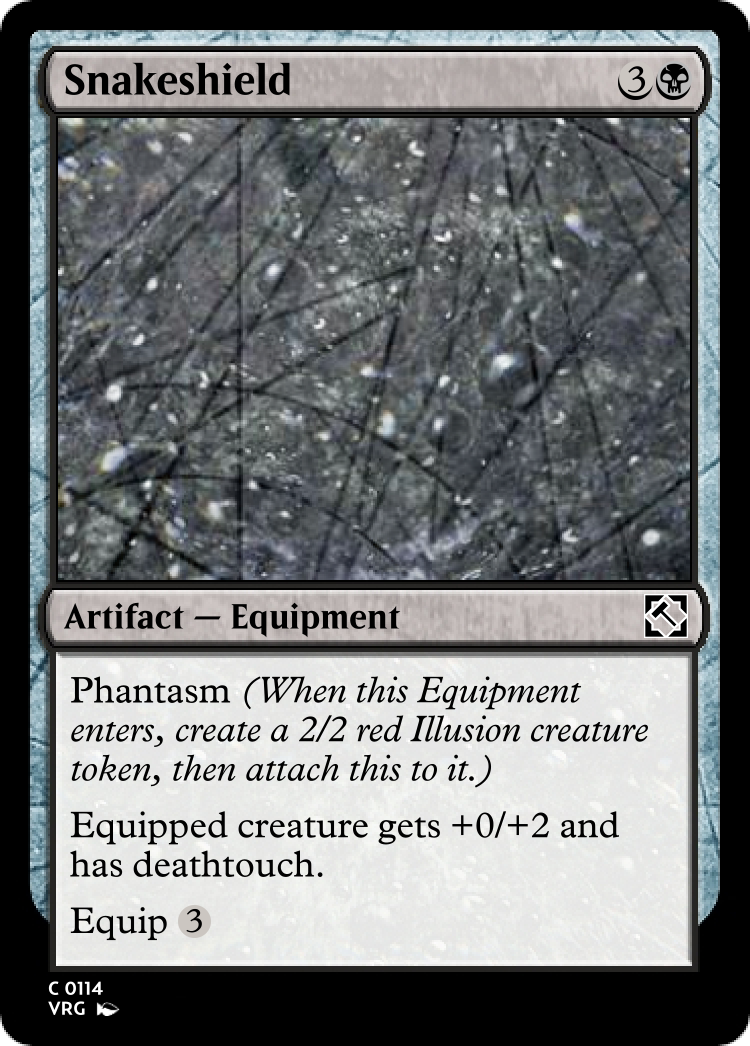 Snakeshield 3
Artifact — Equipment
Phantasm (When this Equipment
enters, create a 2/2 red Illusion creature
token, then attach this to it.)
Equipped creature gets +0/+2 and
has deathtouch.
Equip 3
C 0114
VRG